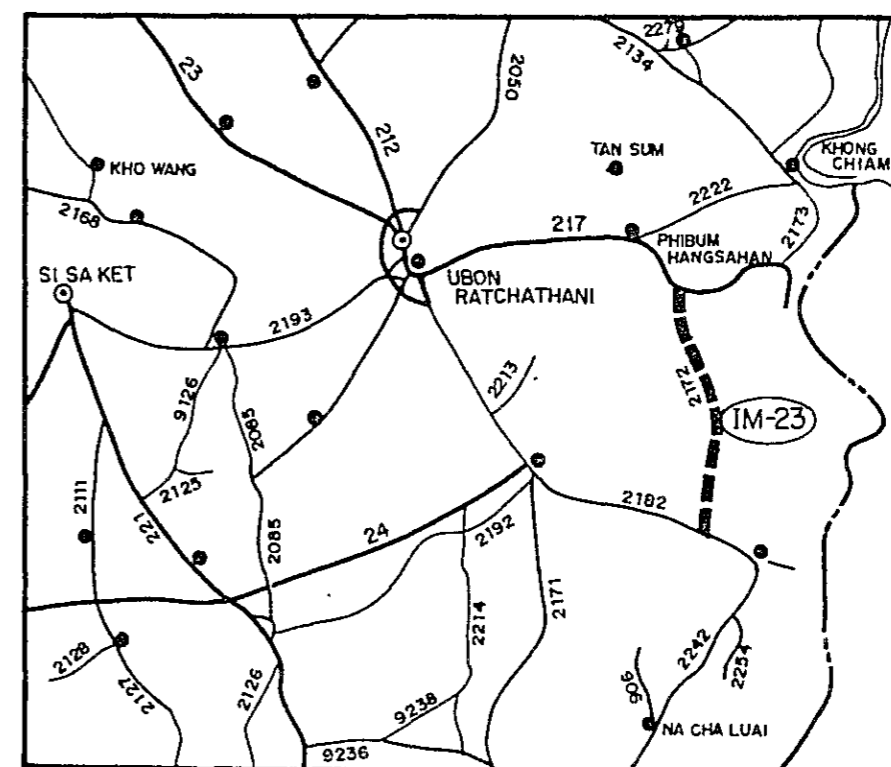 2279
2134
23
212
2050
KHO WANG
TAN SUM
KHONG
CHIAM
2168
2222
2173
217
PHIBUM
HANGSAHAN
SI SA KET
UBON
RATCHATHANI
2193
2213
2172
IM-23
9126
2085
2125
2111
221
2085
24
2192
2182
2171
2214
2128
2127
2126
9238
9236
2242
2254
906
NA CHA LUAI